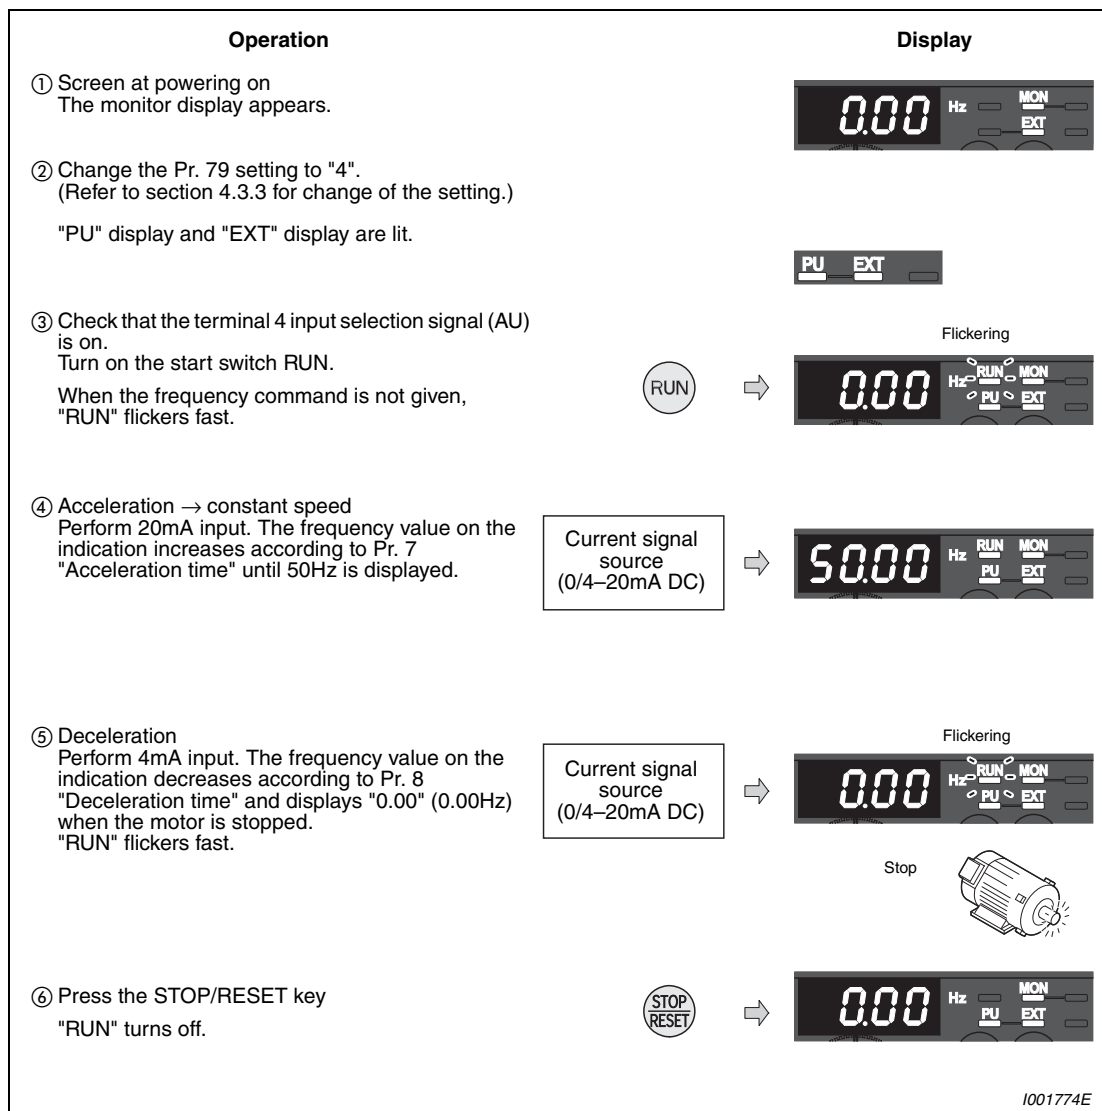 Operation
Display
① Screen at powering on
The monitor display appears.
0.00 Hz MON
EXT
② Change the Pr. 79 setting to "4".
(Refer to section 4.3.3 for change of the setting.)
"PU" display and "EXT" display are lit.
PU EXT
③ Check that the terminal 4 input selection signal (AU)
is on.
Turn on the start switch RUN.
When the frequency command is not given,
"RUN" flickers fast.
RUN
Flickering
0.00 Hz RUN MON
PU EXT
④ Acceleration → constant speed
Perform 20mA input. The frequency value on the
indication increases according to Pr. 7
"Acceleration time" until 50Hz is displayed.
Current signal
source
(0/4–20mA DC)
50.00 Hz RUN MON
PU EXT
⑤ Deceleration
Perform 4mA input. The frequency value on the
indication decreases according to Pr. 8
"Deceleration time" and displays "0.00" (0.00Hz)
when the motor is stopped.
"RUN" flickers fast.
Current signal
source
(0/4–20mA DC)
Flickering
0.00 Hz RUN MON
PU EXT
Stop
⑥ Press the STOP/RESET key
"RUN" turns off.
STOP
RESET
0.00 Hz MON
PU EXT
I001774E